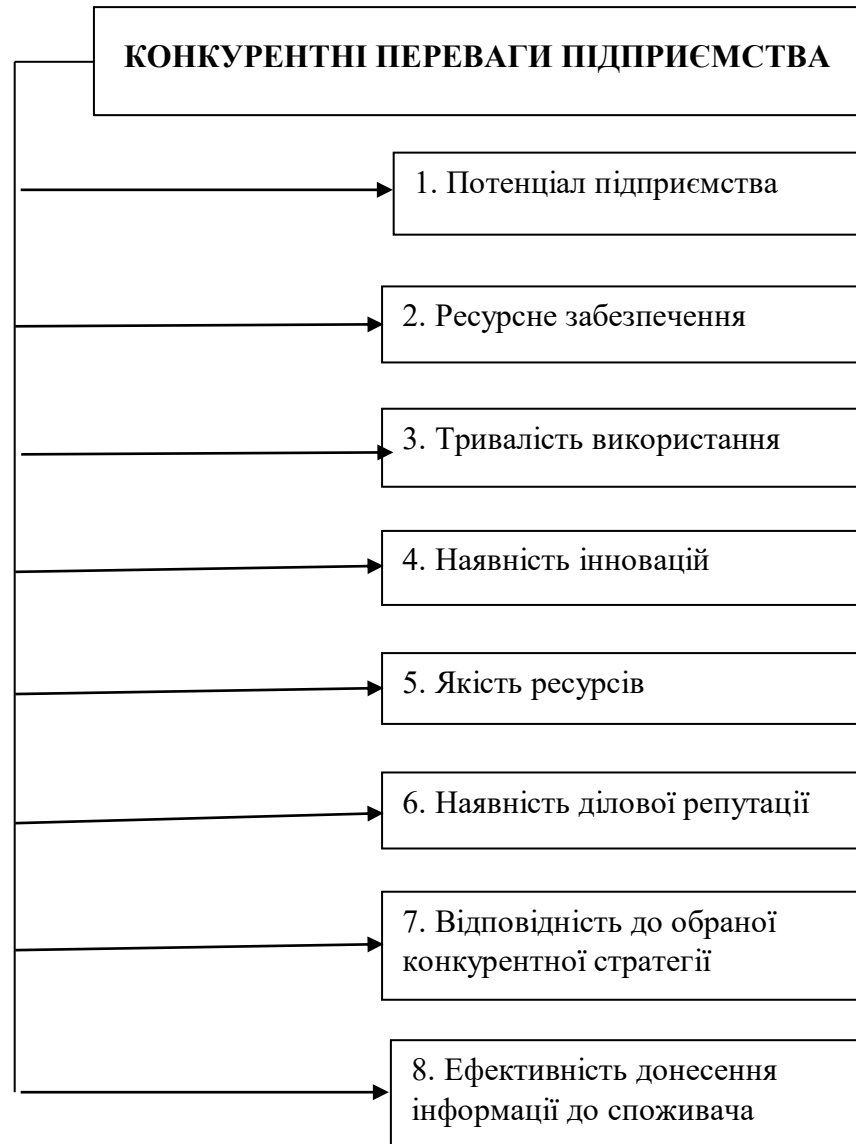 КОНКУРЕНТНІ ПЕРЕВАГИ ПІДПРИЄМСТВА
1. Потенціал підприємства
2. Ресурсне забезпечення
3. Тривалість використання
4. Наявність інновацій
5. Якість ресурсів
6. Наявність ділової репутації
7. Відповідність до обраної
конкурентної стратегії
8. Ефективність донесення
інформації до споживача